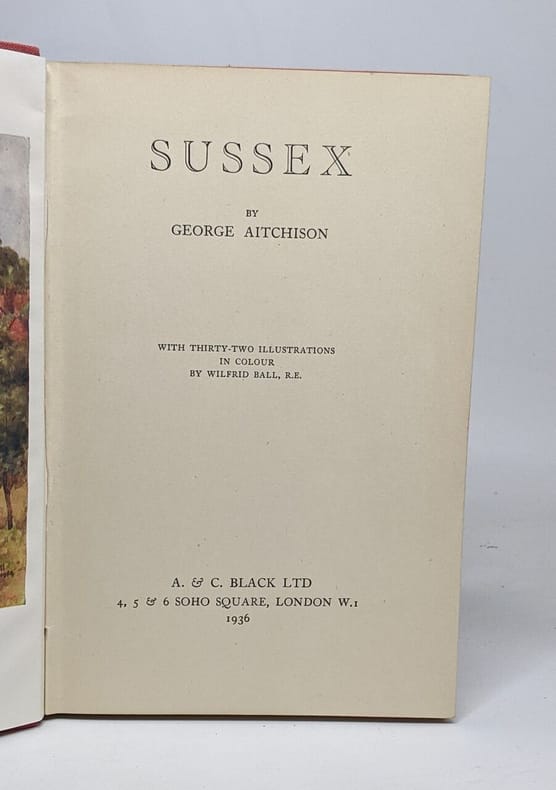 SUSSEX
BY
GEORGE AITCHISON
WITH THIRTY-TWO ILLUSTRATIONS
IN COLOUR
BY WILFRID BALL, R.E.
A. & C. BLACK LTD
4, 5 & 6 SOHO SQUARE, LONDON W.1
1936